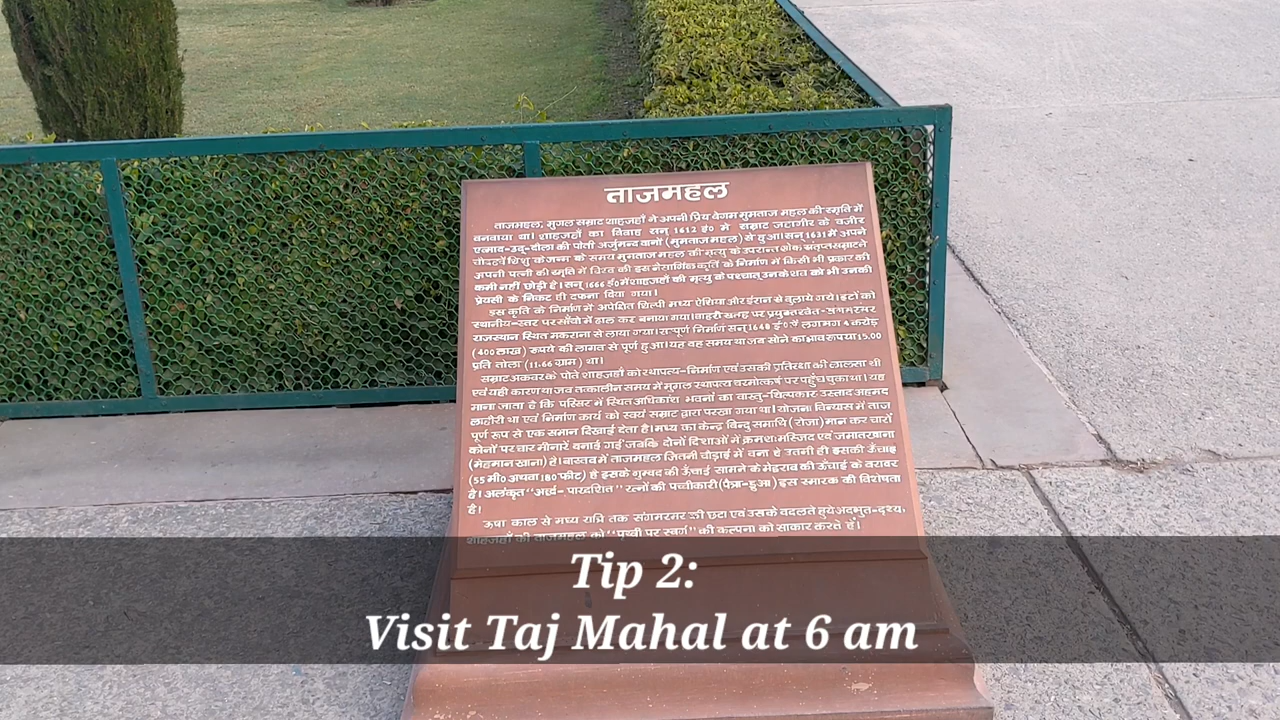 ताजमहल
ताजमहल, मुगल सम्राट शाहजहाँ ने अपनी प्रिय बेगम मुमताज महल की स्मृति में
बनवाया था। शाहजहाँ का विवाह सन् 1612 ई० में सम्राट जहांगीर के वज़ीर
एत्माद-उद्-दौला की पोती अर्जुमन्द वानों (मुमताजमहल) से हुआ। सन् 1631 में अपने
चौदहवें शिशु के जन्म के समय मुमताज महल की मृत्यु के उपरान्त शोक संतृप्त सम्राट ने
अपनी पत्नी की स्मृति में विश्व की इस नैसर्गिक कृति के निर्माण में किसी भी प्रकार की
कमी नहीं छोड़ी है। सन् 1666 ई० में शाहजहाँ की मृत्यु के पश्चात् उनके शव को भी उनकी
प्रेयसी के निकट ही दफना दिया गया।
इस कृति के निर्माण में अपेक्षित शिल्पी मध्य ऐशिया और ईरान से बुलाये गये। इटों को
स्थानीय-स्तर पर साँचों में ढाल कर बनाया गया। वाहरी सतह पर प्रयुक्त श्वेत-संगमरमर
राजस्थान स्थित मकराना से लाया गया। सम्पूर्ण निर्माण सन् 1648 ई० में लगभग 4 करोड़
(400 लाख) रूपये की लागत से पूर्ण हुआ। यह वह समय था जब सोने का भाव रूपया 15.00
प्रति तोला (11.66 ग्राम) था।
सम्राट अकबर के पोते शाहजहाँ को स्थापत्य-निर्माण एवं उसकी प्रतिस्था की लालसा थी
एवं यही कारण था जब तत्कालीन समय में मुगल स्थापत्य चरमोत्कर्ष पर पहुँच चुका था। यह
माना जाता है कि परिसर में स्थित अधिकांश भवनों का वास्तु-शिल्पकार उस्ताद अहमद
लाहौरी था एवं निर्माण कार्य को स्वयं सम्राट द्वारा परखा गया था। योजना विन्यास में ताज
पूर्ण रूप से एक समान दिखाई देता है। मध्य का केन्द्र बिन्दु समाधि (रोजा) मान कर चारों
कोनों पर चार मीनारें बनाई गई जबकि दोनों दिशाओं में क्रमशः मस्जिद एवं जमातखाना
(मेहमान खाना) है। वास्तव में ताजमहल जितनी चौड़ाई में बना है उतनी ही इसकी ऊँचाई
(55 मी० अथवा 180 फीट) है इसके गुम्बद की ऊँचाई सामने के मेहराब की ऊँचाई के बराबर
है। अलंकृत "अर्ध्द- पारदर्शित" रत्नों की पच्चीकारी (पैत्रा-डुआ) इस स्मारक की विशेषता
है।
ऊषा काल से मध्य रात्रि तक संगमरमर की छटा एवं उसके बदलते हुये अद्भुत-दृश्य,
शाहजहाँ की ताजमहल को "पृथ्वी पर स्वर्ग" की कल्पना को साकार करते हैं।
Tip 2:
Visit Taj Mahal at 6 am